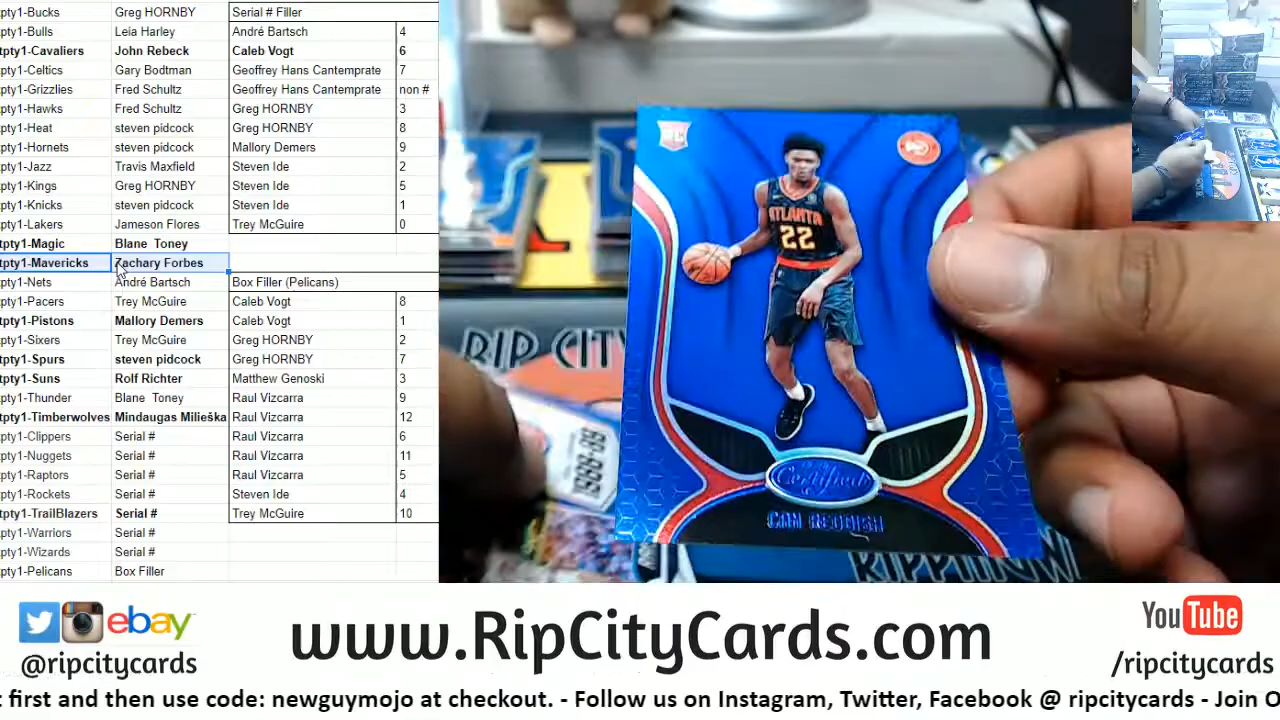 tpty1-Bucks Greg HORNBY Serial # Filler
tpty1-Bulls Leia Harley André Bartsch 4
tpty1-Cavaliers John Rebeck Caleb Vogt 6
tpty1-Celtics Gary Bodtman Geoffrey Hans Cantemprate 7
tpty1-Grizzlies Fred Schultz Geoffrey Hans Cantemprate non #
tpty1-Hawks Fred Schultz Greg HORNBY 3
tpty1-Heat steven pidcock Greg HORNBY 8
tpty1-Hornets steven pidcock Mallory Demers 9
tpty1-Jazz Travis Maxfield Steven Ide 2
tpty1-Kings Greg HORNBY Steven Ide 5
tpty1-Knicks steven pidcock Steven Ide 1
tpty1-Lakers Jameson Flores Trey McGuire 0
tpty1-Magic Blane Toney
tpty1-Mavericks Zachary Forbes
tpty1-Nets André Bartsch Box Filler (Pelicans)
tpty1-Pacers Trey McGuire Caleb Vogt 8
tpty1-Pistons Mallory Demers Caleb Vogt 1
tpty1-Sixers Trey McGuire Greg HORNBY 2
tpty1-Spurs steven pidcock Greg HORNBY 7
tpty1-Suns Rolf Richter Matthew Genoski 3
tpty1-Thunder Blane Toney Raul Vizcarra 9
tpty1-Timberwolves Mindaugas Milieška Raul Vizcarra 12
tpty1-Clippers Serial # Raul Vizcarra 6
tpty1-Nuggets Serial # Raul Vizcarra 11
tpty1-Raptors Serial # Raul Vizcarra 5
tpty1-Rockets Serial # Steven Ide 4
tpty1-TrailBlazers Serial # Trey McGuire 10
tpty1-Warriors Serial #
tpty1-Wizards Serial #
tpty1-Pelicans Box Filler
ATLANTA
22
Certified
CAM REDDISH
RIP CITY
RIPPIN
NOW
ebay
@ripcitycards
www.RipCityCards.com
YouTube
/ripcitycards
t first and then use code: newguymojo at checkout. - Follow us on Instagram, Twitter, Facebook @ ripcitycards - Join O